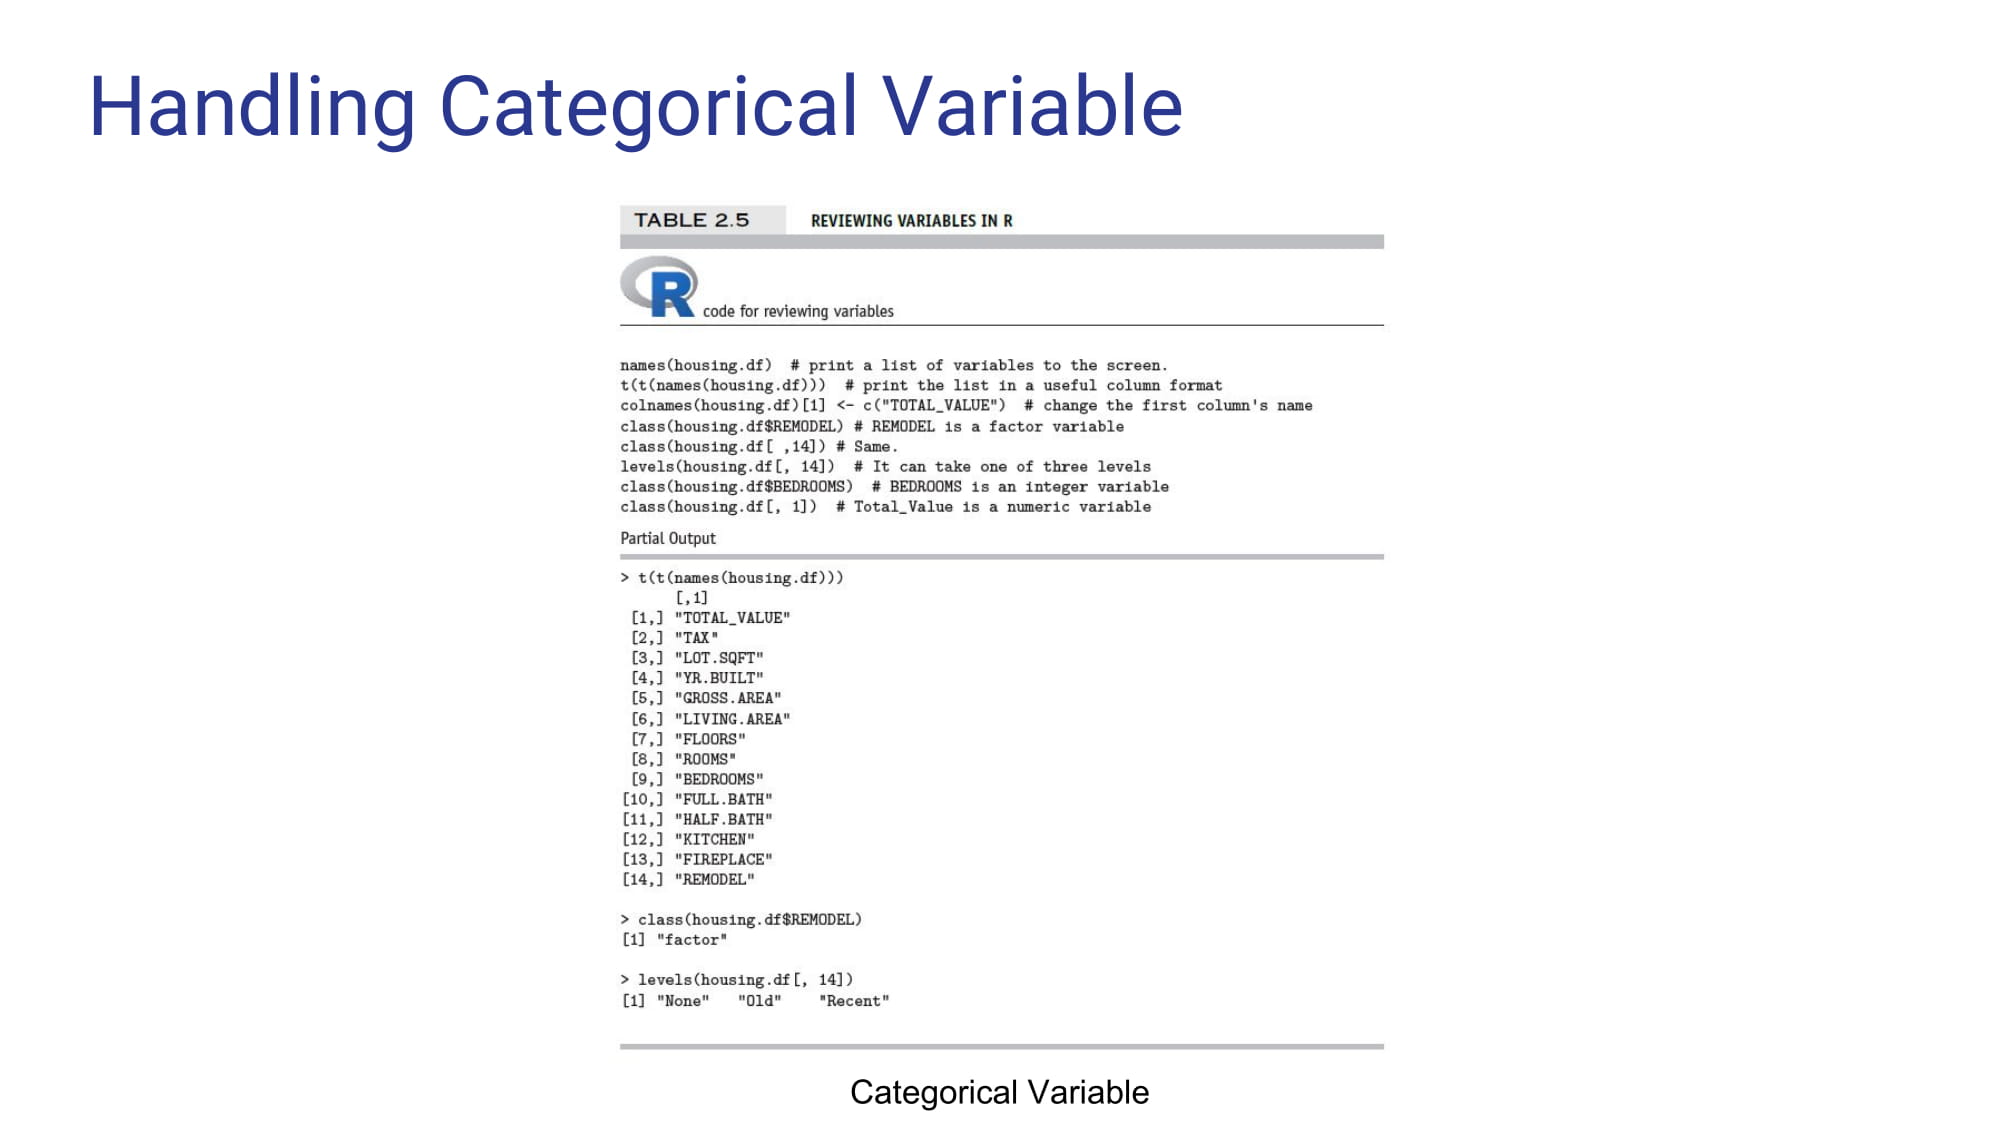 Handling Categorical Variable
TABLE 2.5 REVIEWING VARIABLES IN R
R code for reviewing variables
names(housing.df)  # print a list of variables to the screen.
t(t(names(housing.df)))  # print the list in a useful column format
colnames(housing.df)[1] <- c("TOTAL_VALUE")  # change the first column's name
class(housing.df$REMODEL) # REMODEL is a factor variable
class(housing.df[ ,14]) # Same.
levels(housing.df[, 14])  # It can take one of three levels
class(housing.df$BEDROOMS)  # BEDROOMS is an integer variable
class(housing.df[, 1])  # Total_Value is a numeric variable
Partial Output
> t(t(names(housing.df)))
[,1]
[1,] "TOTAL_VALUE"
[2,] "TAX"
[3,] "LOT.SQFT"
[4,] "YR.BUILT"
[5,] "GROSS.AREA"
[6,] "LIVING.AREA"
[7,] "FLOORS"
[8,] "ROOMS"
[9,] "BEDROOMS"
[10,] "FULL.BATH"
[11,] "HALF.BATH"
[12,] "KITCHEN"
[13,] "FIREPLACE"
[14,] "REMODEL"
> class(housing.df$REMODEL)
[1] "factor"
> levels(housing.df[, 14])
[1] "None"   "Old"    "Recent"
Categorical Variable